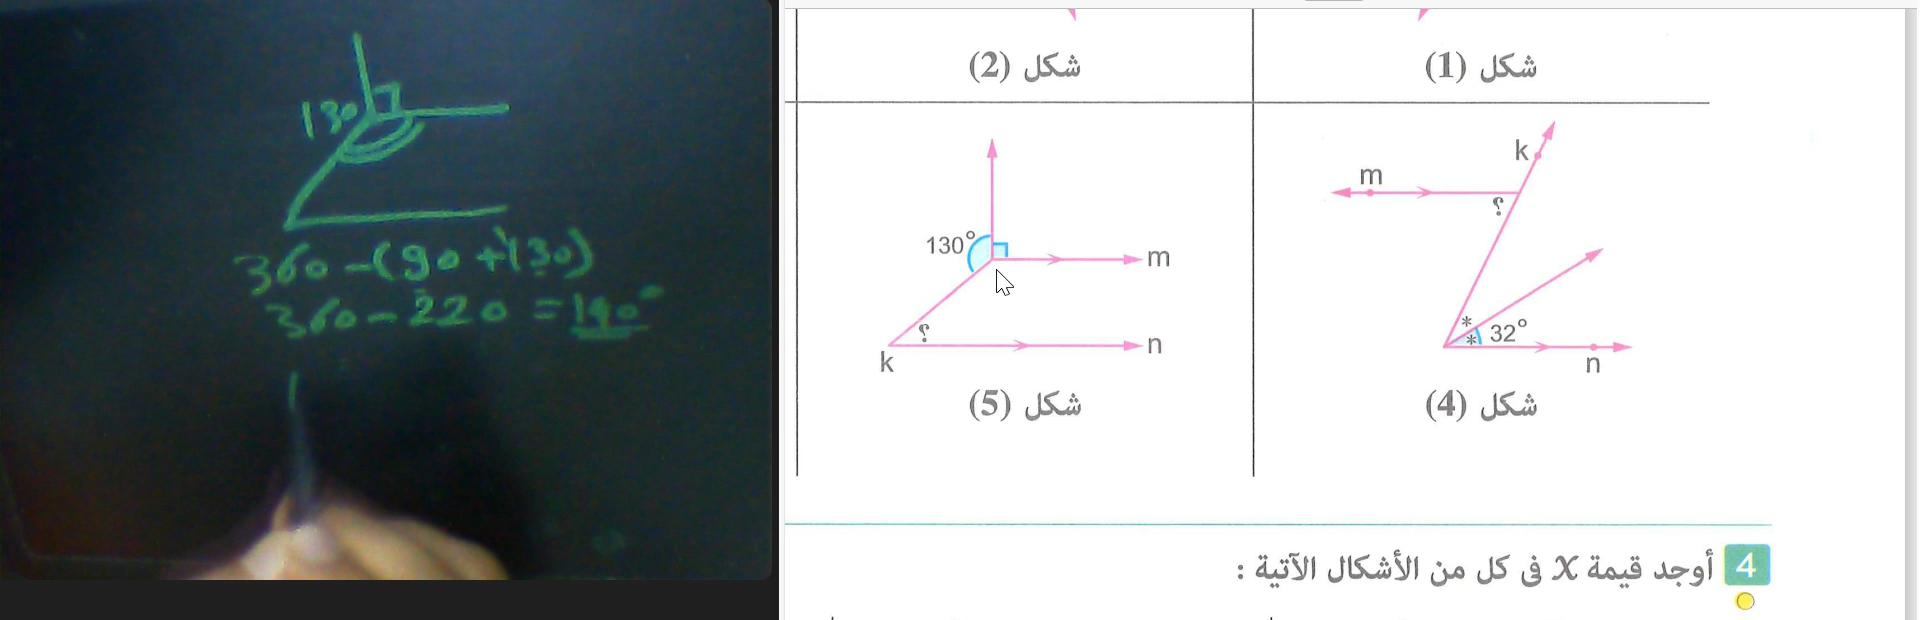 130
360 - (90 + 130)
360 - 220 = 140°
شكل (1)
شكل (2)
k
m
؟
*
* 32°
n
شكل (4)
130°
m
؟
k
n
شكل (5)
4 أوجد قيمة X فى كل من الأشكال الآتية :